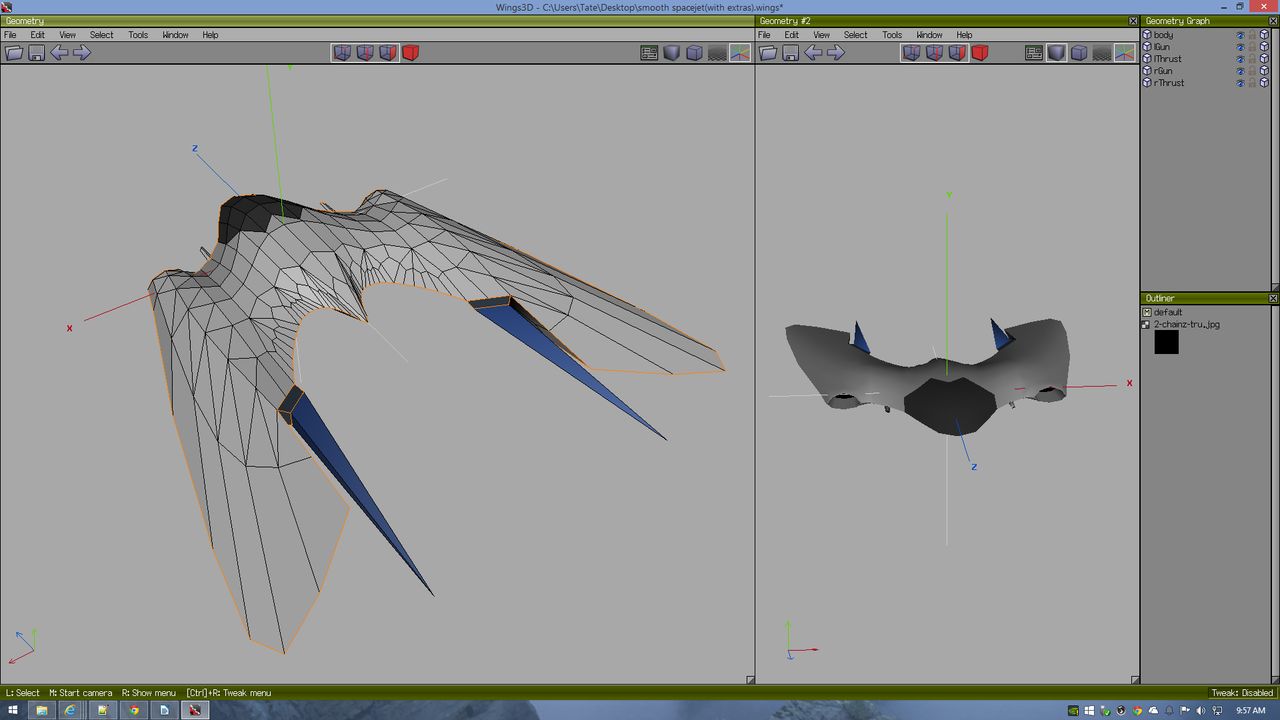 Wings3D - C:\Users\Tate\Desktop\smooth spacejet(with extras).wings*
Geometry
File Edit View Select Tools Window Help
Y
Z
X
Geometry #2
File Edit View Select Tools Window Help
Y
X
Z
Geometry Graph
body
lGun
lThrust
rGun
rThrust
Outliner
M default
2-chainz-tru.jpg
L: Select M: Start camera R: Show menu [Ctrl]+R: Tweak menu
Tweak: Disabled
9:57 AM